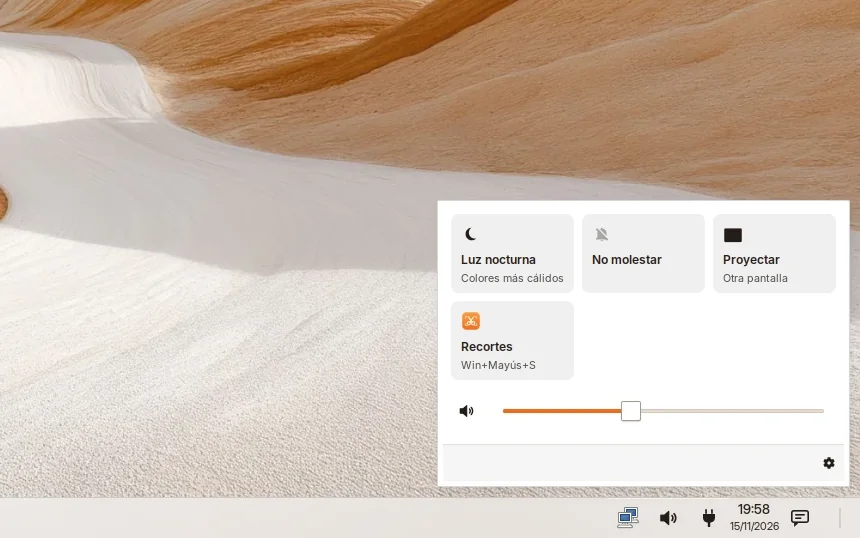 Luz nocturna
Colores más cálidos
No molestar
Proyectar
Otra pantalla
Recortes
Win+Mayús+S
19:58
15/11/2026